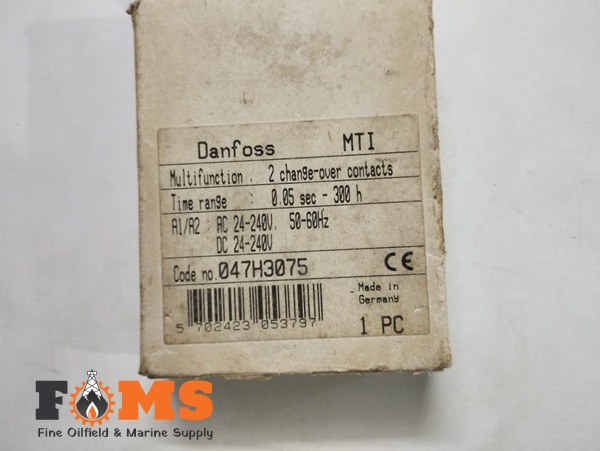 Danfoss MTI
Multifunction . 2 change-over contacts
Time range : 0.05 sec - 300 h
A1/A2 : AC 24-240V. 50-60Hz
DC 24-240V
Code no. 047H3075 CE
Made in
Germany
5 702423 053797
1 PC
FOMS
Fine Oilfield & Marine Supply